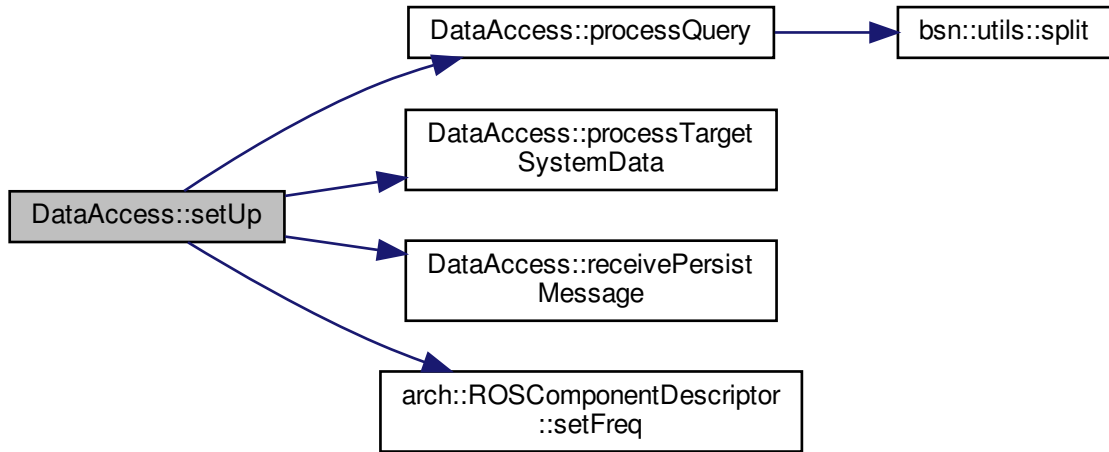 DataAccess::processQuery
bsn::utils::split
DataAccess::processTarget
SystemData
DataAccess::setUp
DataAccess::receivePersist
Message
arch::ROSComponentDescriptor
::setFreq